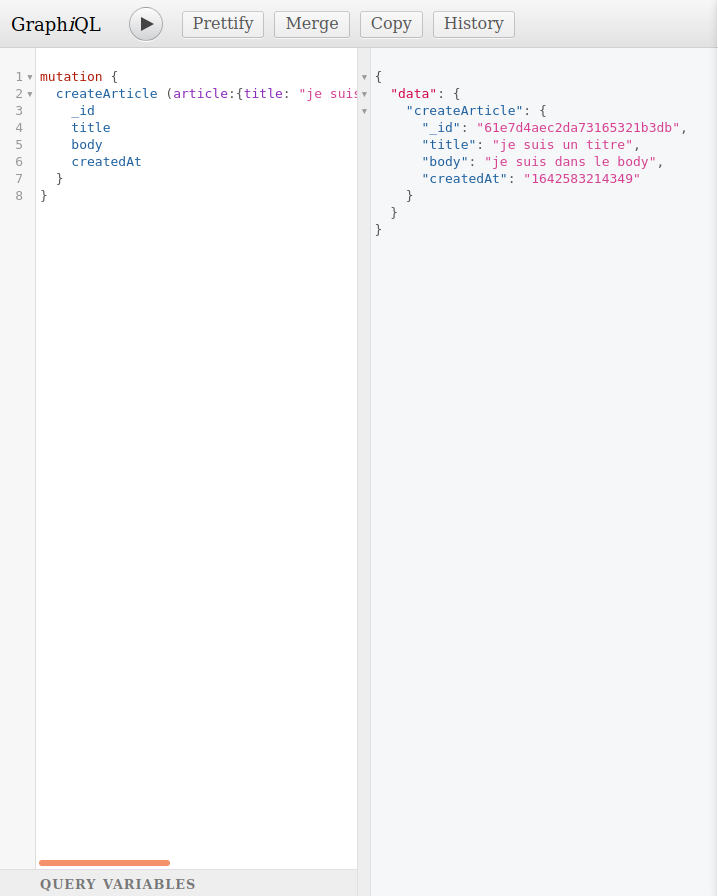 GraphiQL
Prettify
Merge
Copy
History
1 mutation {
2 createArticle (article:{title: "je suis
3 _id
4 title
5 body
6 createdAt
7 }
8 }
{
"data": {
"createArticle": {
"_id": "61e7d4aec2da73165321b3db",
"title": "je suis un titre",
"body": "je suis dans le body",
"createdAt": "1642583214349"
}
}
}
QUERY VARIABLES